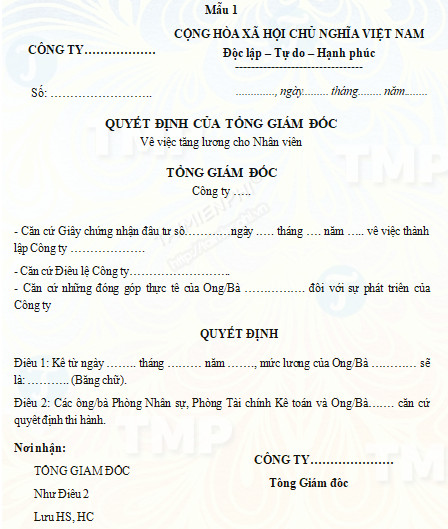 Mẫu 1
CỘNG HÒA XÃ HỘI CHỦ NGHĨA VIỆT NAM
CÔNG TY………………
Độc lập – Tự do – Hạnh phúc
--------------------------------
Số: ……………………..
............., ngày......... tháng........ năm........
QUYẾT ĐỊNH CỦA TỔNG GIÁM ĐỐC
Về việc tăng lương cho Nhân viên
TỔNG GIÁM ĐỐC
Công ty …..
- Căn cứ Giấy chứng nhận đầu tư số…………ngày ….. tháng …. năm ….. về việc thành
lập Công ty ……………….
- Căn cứ Điều lệ Công ty……………………..
- Căn cứ những đóng góp thực tế của Ông/Bà …………… đối với sự phát triển của
Công ty
QUYẾT ĐỊNH
Điều 1: Kể từ ngày …….. tháng ……… năm ……., mức lương của Ông/Bà ………… sẽ
là: ……….. (Bằng chữ).
Điều 2: Các ông/bà Phòng Nhân sự, Phòng Tài chính Kế toán và Ông/Bà……. căn cứ
quyết định thi hành.
Nơi nhận:
CÔNG TY…………………
TỔNG GIAM ĐỐC
Tổng Giám đốc
Như Điều 2
Lưu HS, HC
TMP
TMP
TMP